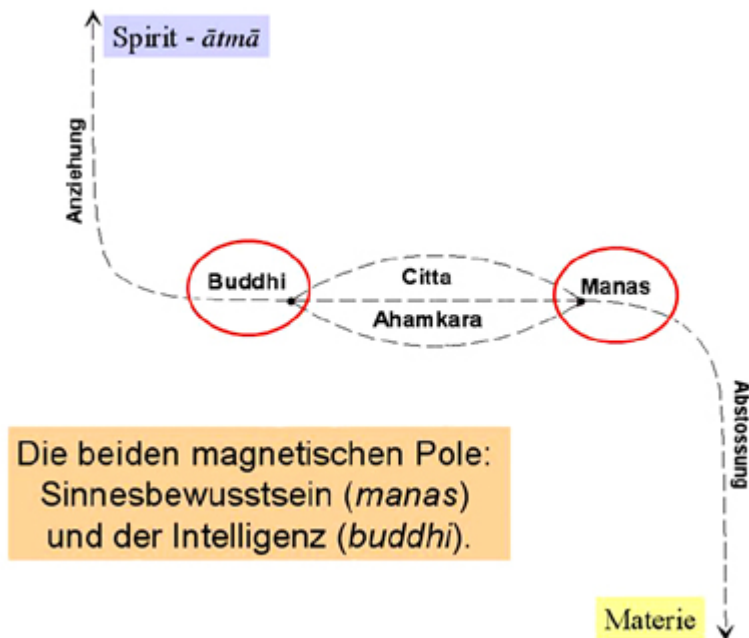 Spirit - ātmā
Anziehung
Buddhi
Citta
Manas
Ahamkara
Abstossung
Die beiden magnetischen Pole:
Sinnesbewusstsein (manas)
und der Intelligenz (buddhi).
Materie